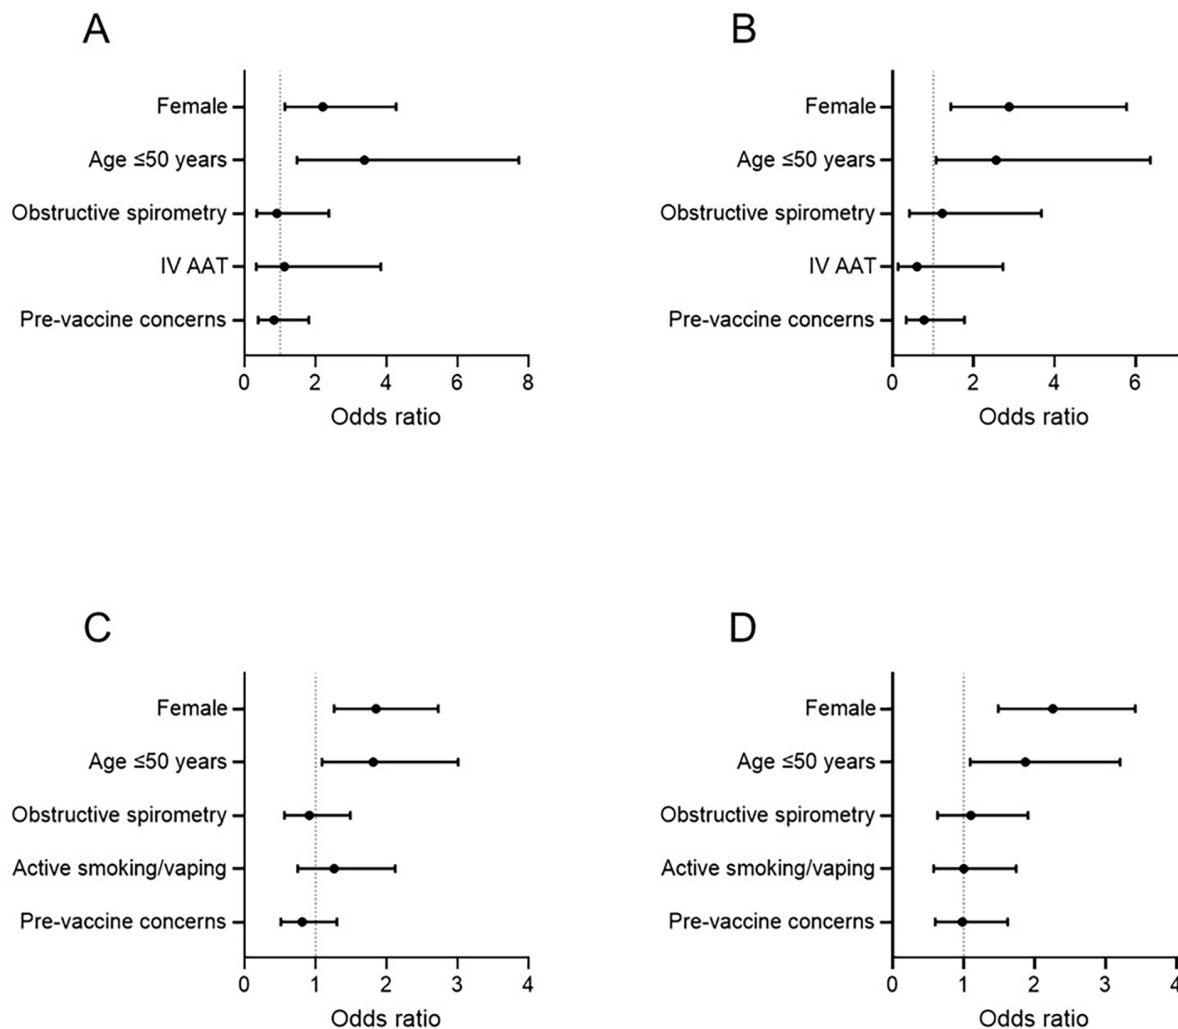 A
Female
Age ≤50 years
Obstructive spirometry
IV AAT
Pre-vaccine concerns
0 2 4 6 8
Odds ratio
B
Female
Age ≤50 years
Obstructive spirometry
IV AAT
Pre-vaccine concerns
0 2 4 6
Odds ratio
C
Female
Age ≤50 years
Obstructive spirometry
Active smoking/vaping
Pre-vaccine concerns
0 1 2 3 4
Odds ratio
D
Female
Age ≤50 years
Obstructive spirometry
Active smoking/vaping
Pre-vaccine concerns
0 1 2 3 4
Odds ratio